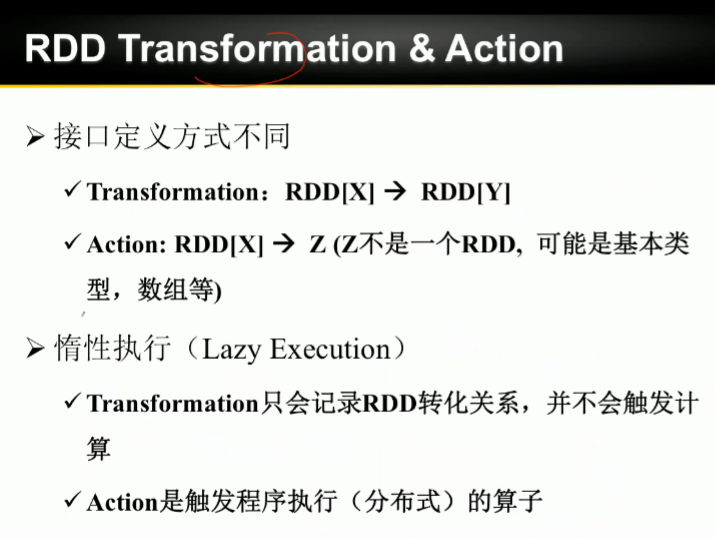 RDD Transformation & Action
➢ 接口定义方式不同
✓ Transformation：RDD[X] → RDD[Y]
✓ Action: RDD[X] → Z (Z不是一个RDD, 可能是基本类
型，数组等)
➢ 惰性执行（Lazy Execution）
✓ Transformation只会记录RDD转化关系，并不会触发计
算
✓ Action是触发程序执行（分布式）的算子